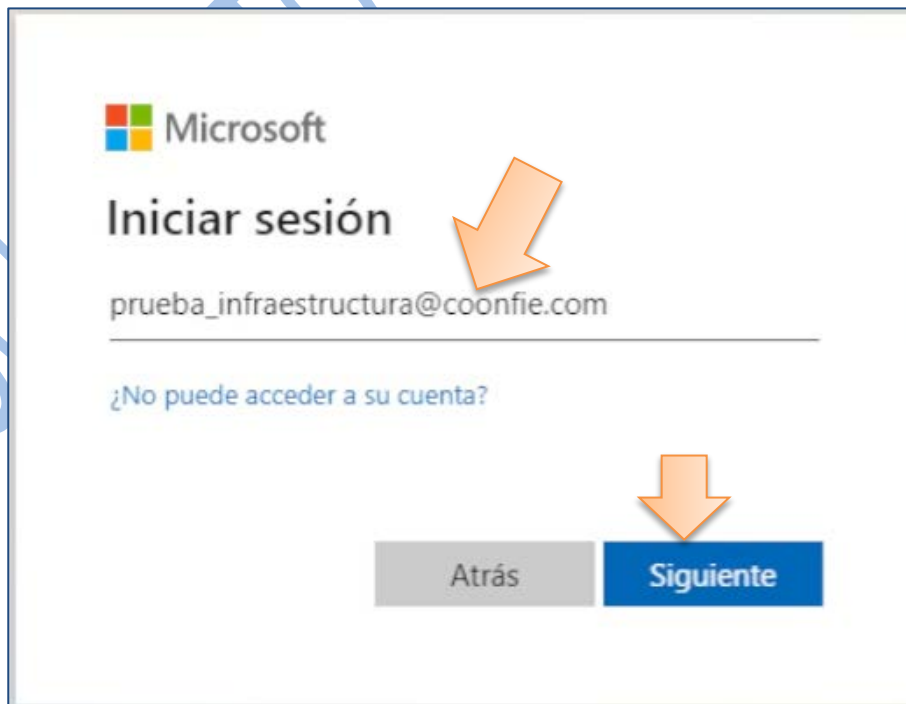 Microsoft
Iniciar sesión
prueba_infraestructura@coonfie.com
¿No puede acceder a su cuenta?
Atrás Siguiente